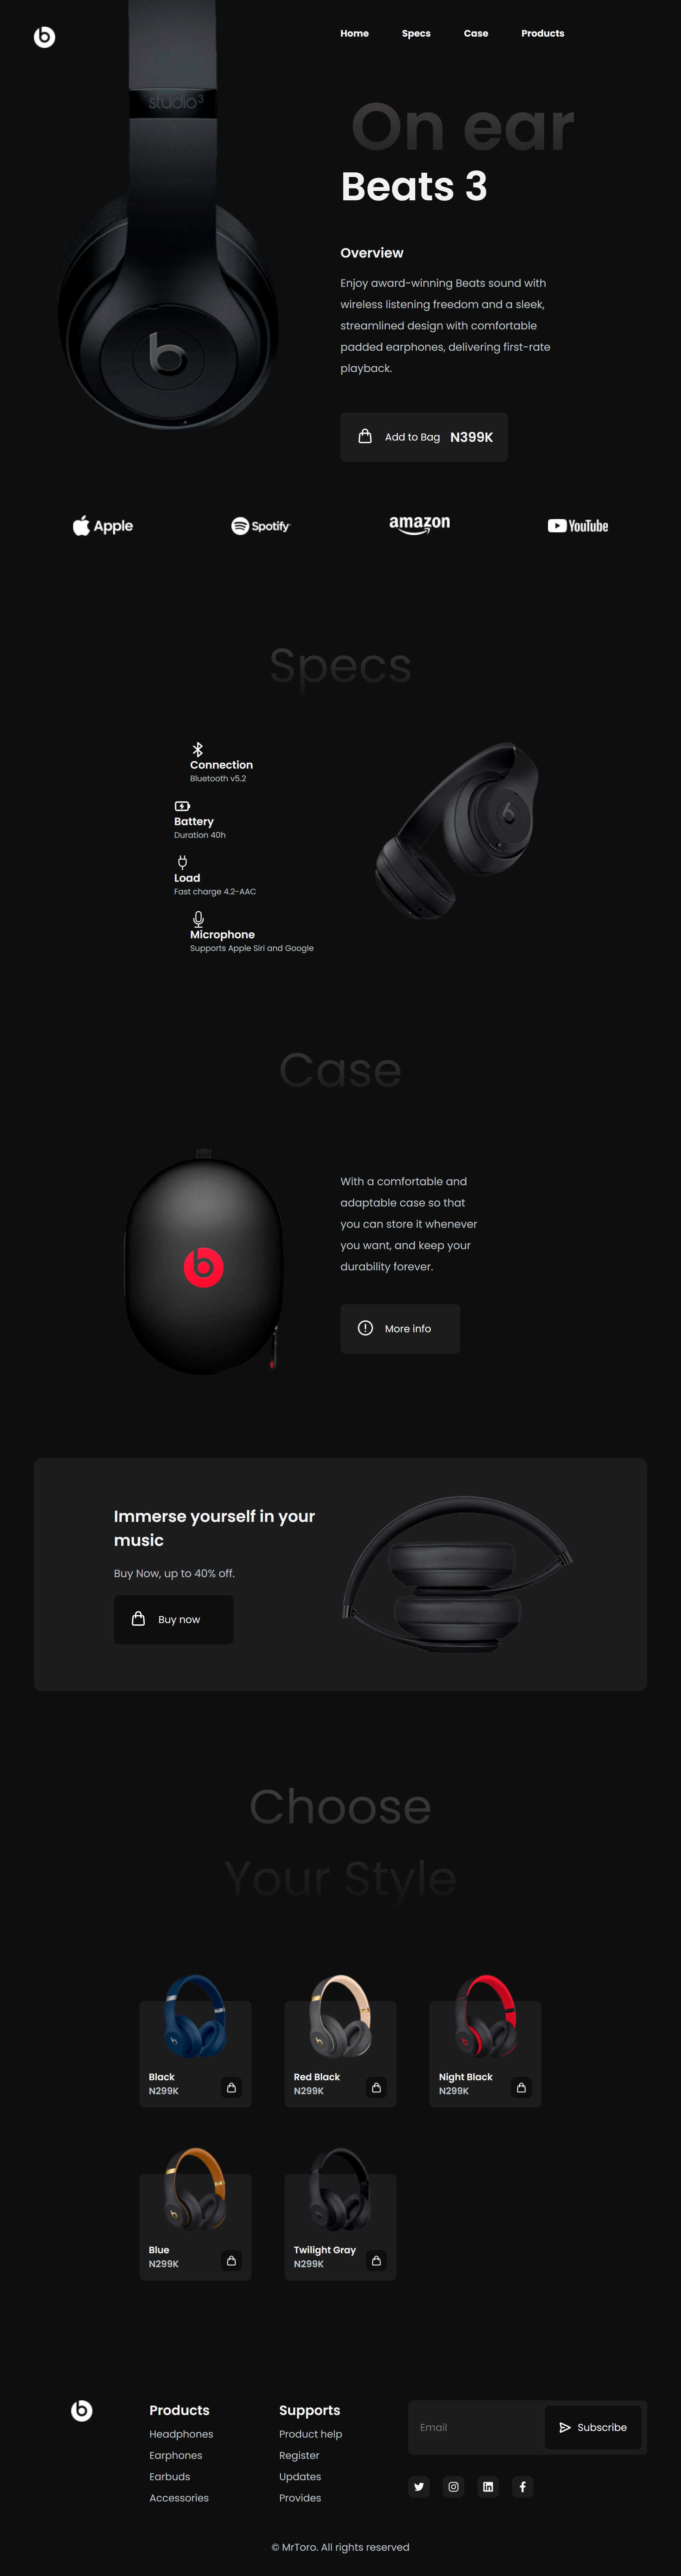 Home Specs Case Products
studio3
On ear
Beats 3
Overview
Enjoy award-winning Beats sound with
wireless listening freedom and a sleek,
streamlined design with comfortable
padded earphones, delivering first-rate
playback.
Add to Bag N399K
Apple
Spotify
amazon
YouTube
Specs
Connection
Bluetooth v5.2
Battery
Duration 40h
Load
Fast charge 4.2-AAC
Microphone
Supports Apple Siri and Google
Case
With a comfortable and
adaptable case so that
you can store it whenever
you want, and keep your
durability forever.
More info
Immerse yourself in your
music
Buy Now, up to 40% off.
Buy now
Choose
Your Style
Black
N299K
Red Black
N299K
Night Black
N299K
Blue
N299K
Twilight Gray
N299K
Products
Headphones
Earphones
Earbuds
Accessories
Supports
Product help
Register
Updates
Provides
Email
Subscribe
© MrToro. All rights reserved